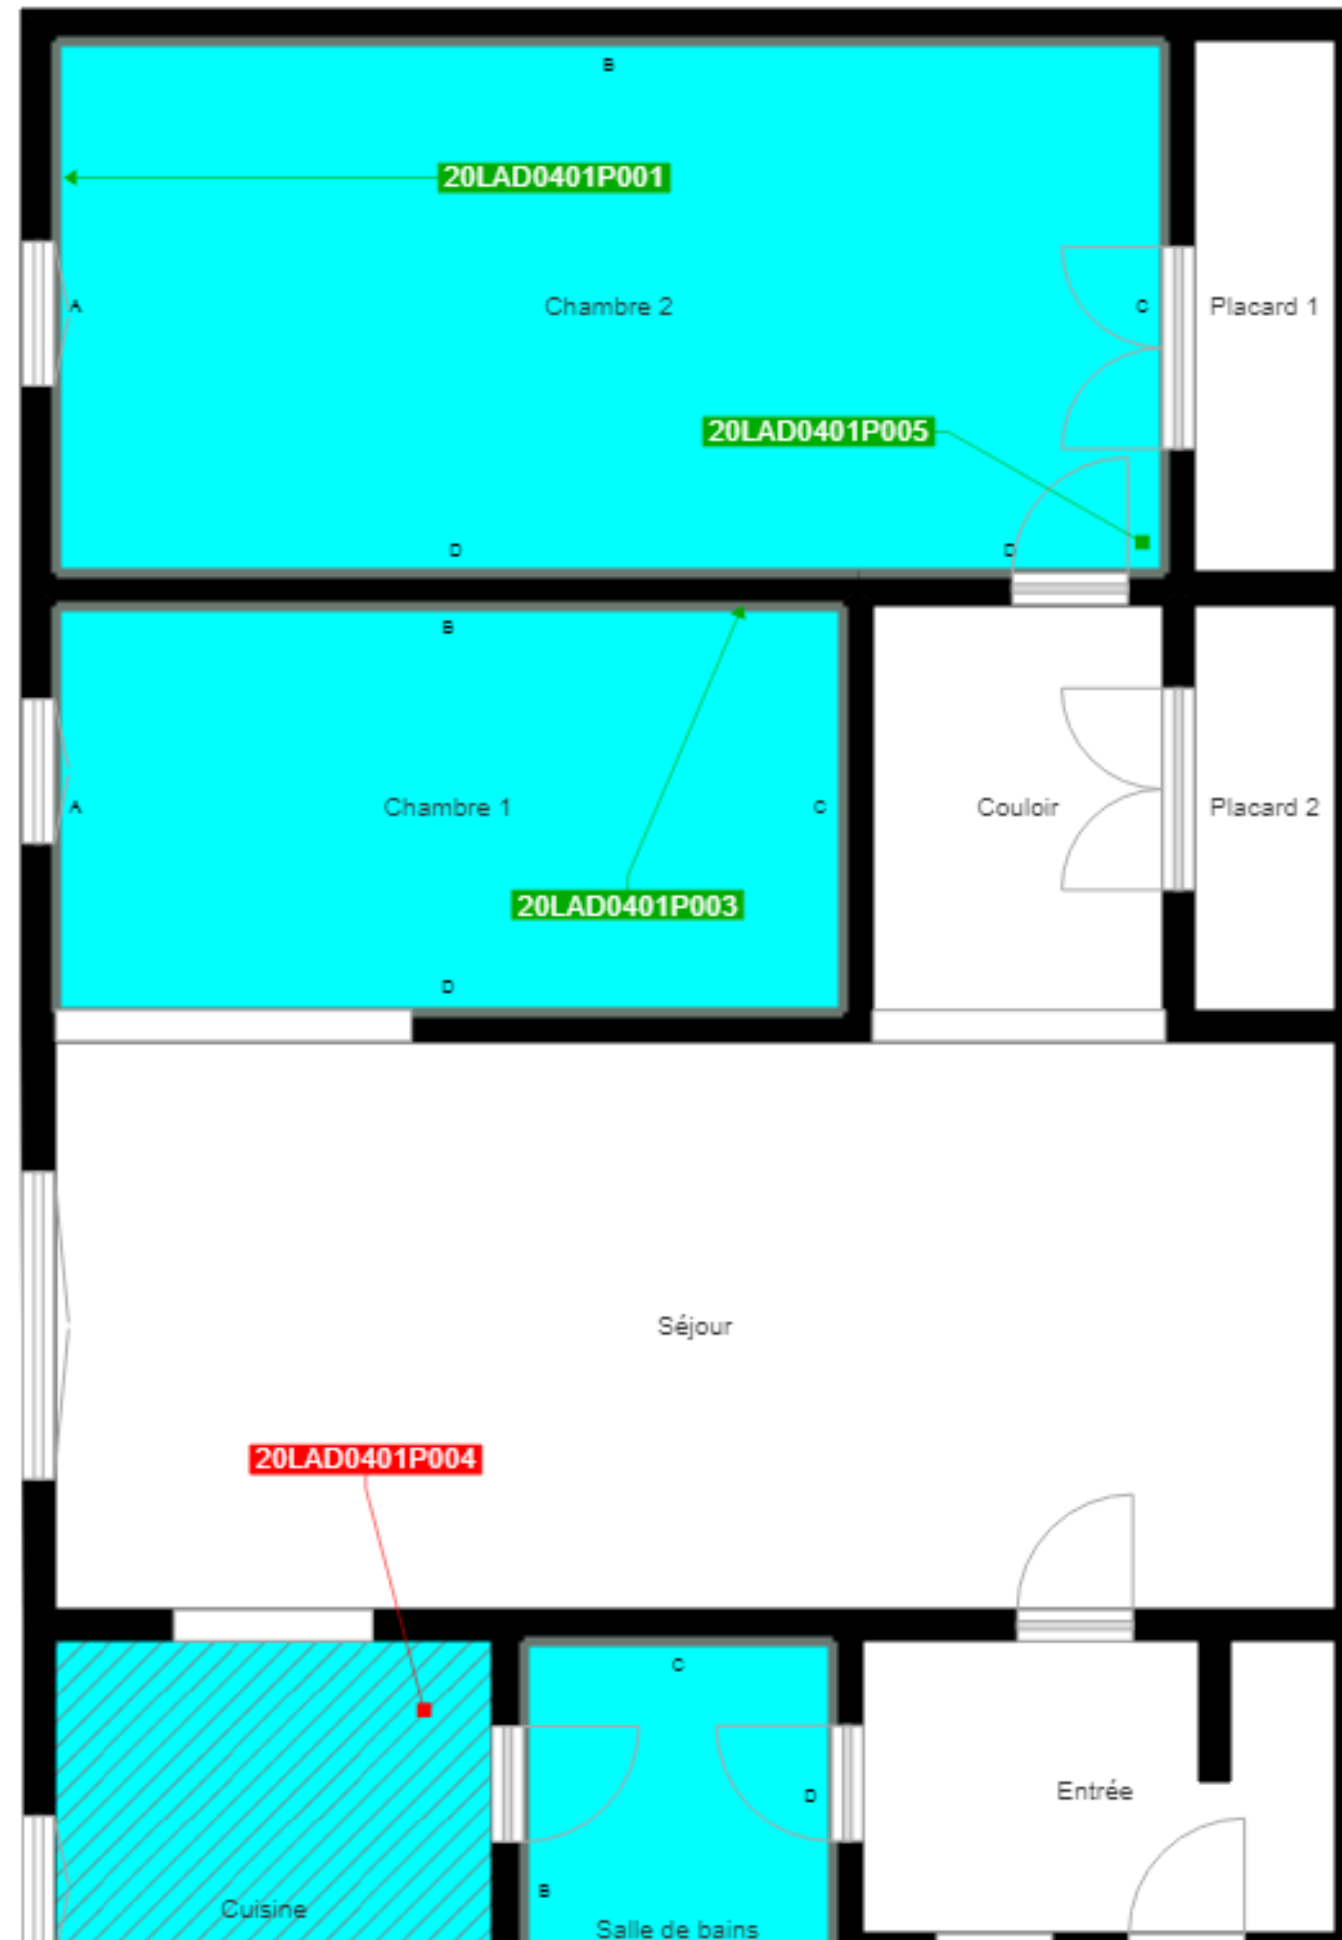 B
20LAD0401P001
A
Chambre 2
C
Placard 1
20LAD0401P005
D
D
B
A
Chambre 1
C
Couloir
Placard 2
20LAD0401P003
D
Séjour
20LAD0401P004
C
Entrée
D
B
Cuisine
Salle de bains